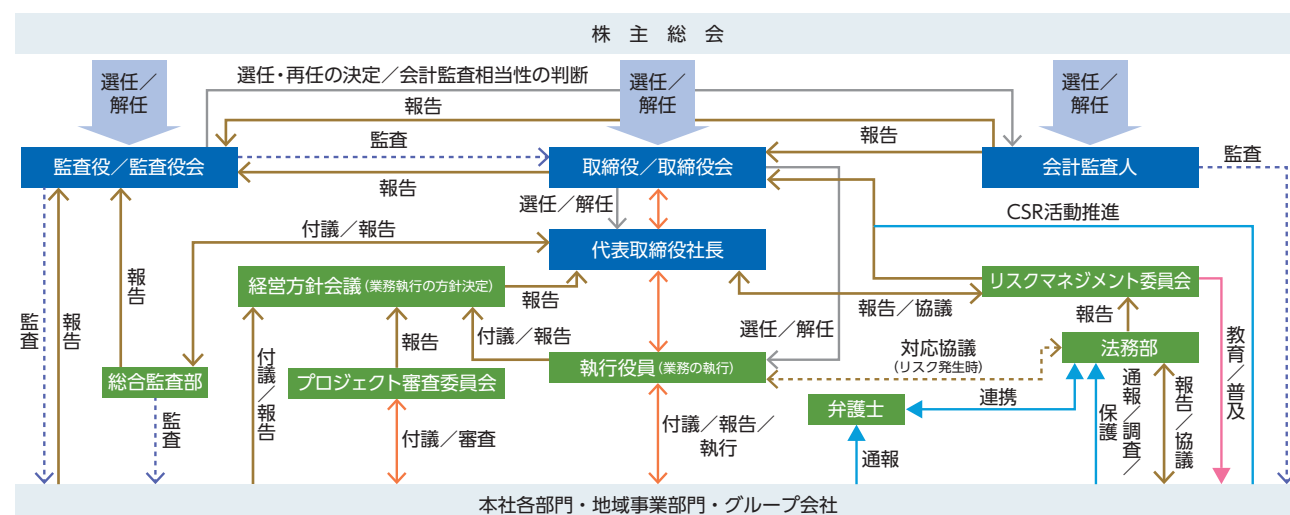 株主総会
選任／
解任
選任・再任の決定／会計監査相当性の判断
選任／
解任
選任／
解任
報告
監査
報告
監査
監査役／監査役会
取締役／取締役会
会計監査人
報告
選任／解任
CSR活動推進
付議／報告
代表取締役社長
経営方針会議（業務執行の方針決定）
報告
報告／協議
リスクマネジメント委員会
報告
監査
報告
付議／報告
報告
付議／報告
選任／解任
対応協議
（リスク発生時）
報告
法務部
教育／普及
総合監査部
プロジェクト審査委員会
執行役員（業務の執行）
監査
付議／審査
付議／報告／
執行
弁護士
連携
通報
通報／調査／
保護
報告／協議
本社各部門・地域事業部門・グループ会社